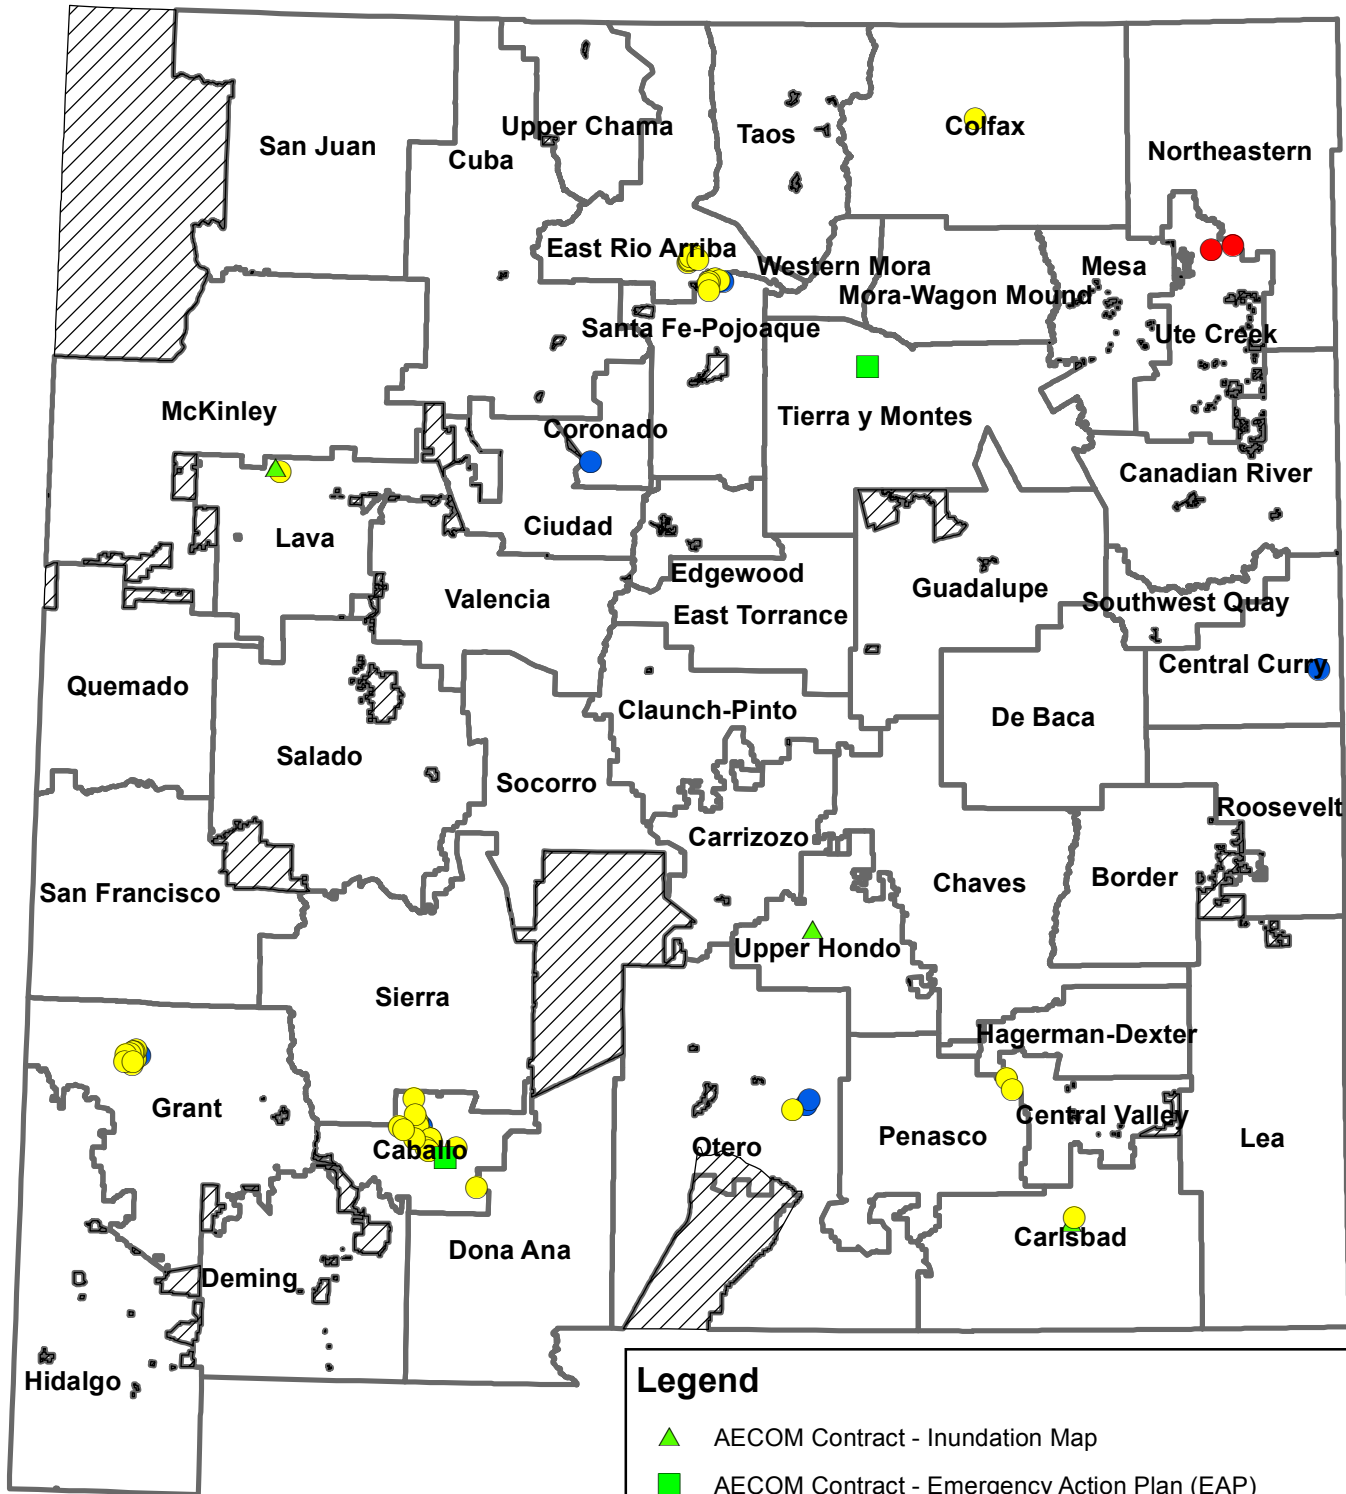 San Juan
Upper Chama
Cuba
Taos
Colfax
Northeastern
East Rio Arriba
Western Mora
Mesa
Mora-Wagon Mound
Santa Fe-Pojoaque
Ute Creek
McKinley
Coronado
Tierra y Montes
Canadian River
Lava
Ciudad
Edgewood
Guadalupe
Valencia
East Torrance
Southwest Quay
Central Curry
Quemado
Claunch-Pinto
De Baca
Salado
Socorro
Roosevelt
Carrizozo
San Francisco
Chaves
Border
Upper Hondo
Sierra
Hagerman-Dexter
Grant
Central Valley
Caballo
Otero
Penasco
Lea
Carlsbad
Dona Ana
Deming
Hidalgo
Legend
AECOM Contract - Inundation Map
AECOM Contract - Emergency Action Plan (EAP)